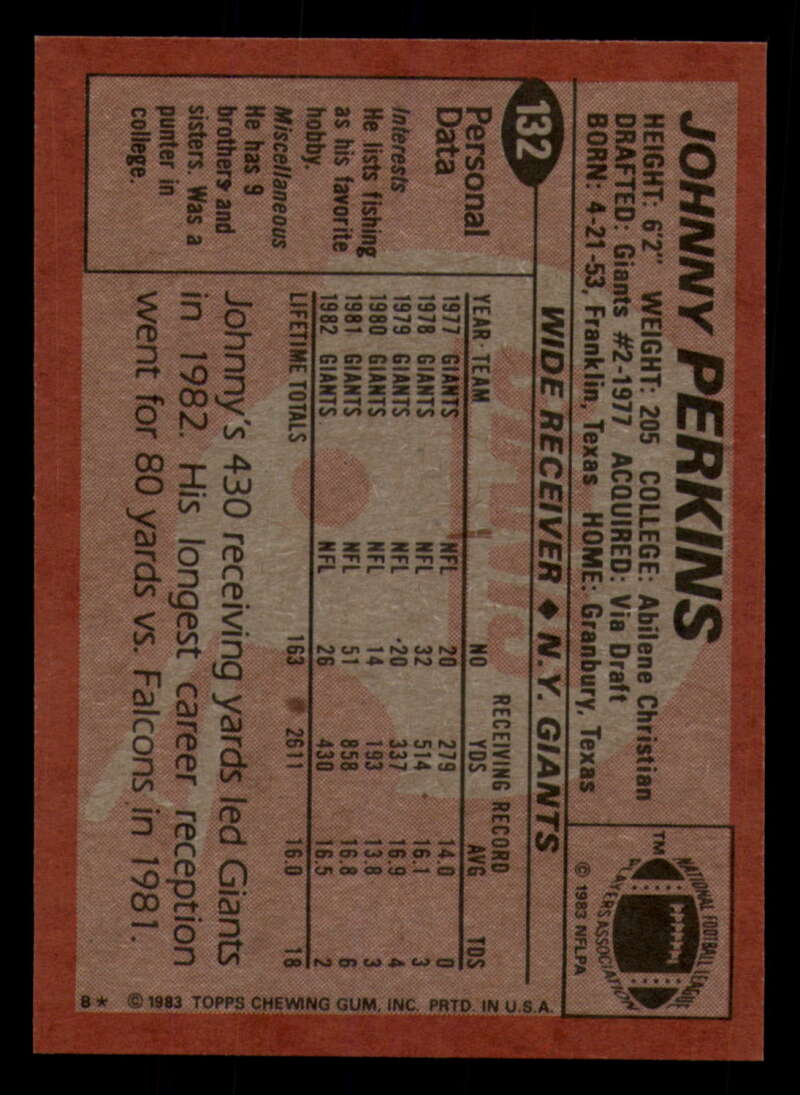 JOHNNY PERKINS
HEIGHT: 6'2" WEIGHT: 205 COLLEGE: Abilene Christian
DRAFTED: Giants #2-1977 ACQUIRED: Via Draft
BORN: 4-21-53, Franklin, Texas HOME: Granbury, Texas
NATIONAL FOOTBALL LEAGUE
PLAYERS ASSOCIATION
TM
© 1983 NFLPA
132
WIDE RECEIVER ◆ N.Y. GIANTS
Personal
Data
Interests
He lists fishing
as his favorite
hobby.
Miscellaneous
He has 9
brothers and
sisters. Was a
punter in
college.
RECEIVING RECORD
YEAR TEAM NO YDS AVG TDS
1977 GIANTS NFL 20 279 14.0 0
1978 GIANTS NFL 32 514 16.1 3
1979 GIANTS NFL 20 337 16.9 4
1980 GIANTS NFL 14 193 13.8 3
1981 GIANTS NFL 51 858 16.8 6
1982 GIANTS NFL 26 430 16.5 2
LIFETIME TOTALS 163 2611 16.0 18
Johnny's 430 receiving yards led Giants
in 1982. His longest career reception
went for 80 yards vs. Falcons in 1981.
B* © 1983 TOPPS CHEWING GUM, INC. PRTD. IN U.S.A.